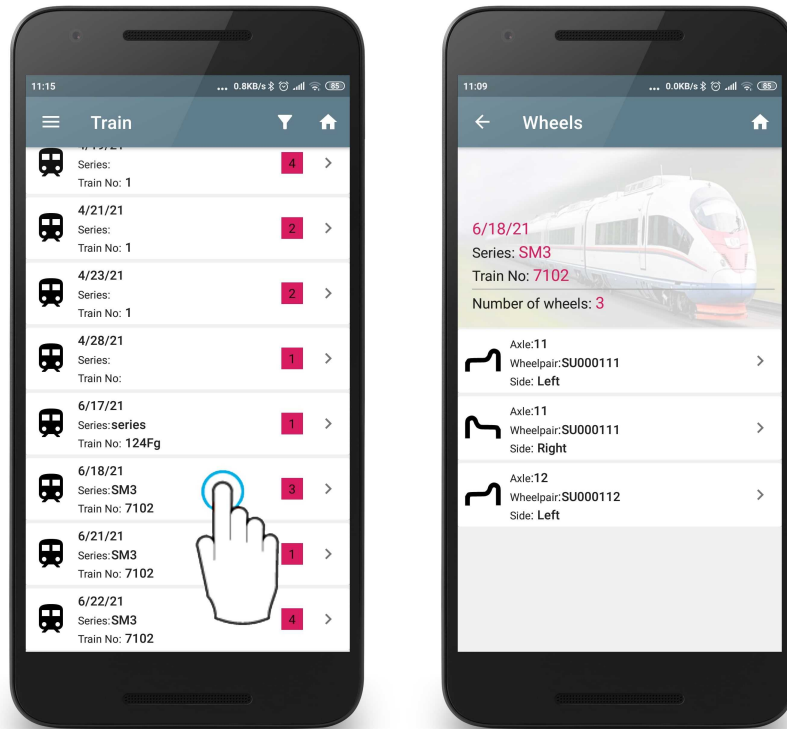 11:15 ... 0.8KB/s 85
Train
4/19/21
Series: 4
Train No: 1
4/21/21
Series: 2
Train No: 1
4/23/21
Series: 2
Train No: 1
4/28/21
Series: 1
Train No:
6/17/21
Series: series 1
Train No: 124Fg
6/18/21
Series: SM3 3
Train No: 7102
6/21/21
Series: SM3 1
Train No: 7102
6/22/21
Series: SM3 4
Train No: 7102
11:09 ... 0.0KB/s 85
Wheels
6/18/21
Series: SM3
Train No: 7102
Number of wheels: 3
Axle:11
Wheelpair:SU000111
Side: Left
Axle:11
Wheelpair:SU000111
Side: Right
Axle:12
Wheelpair:SU000112
Side: Left